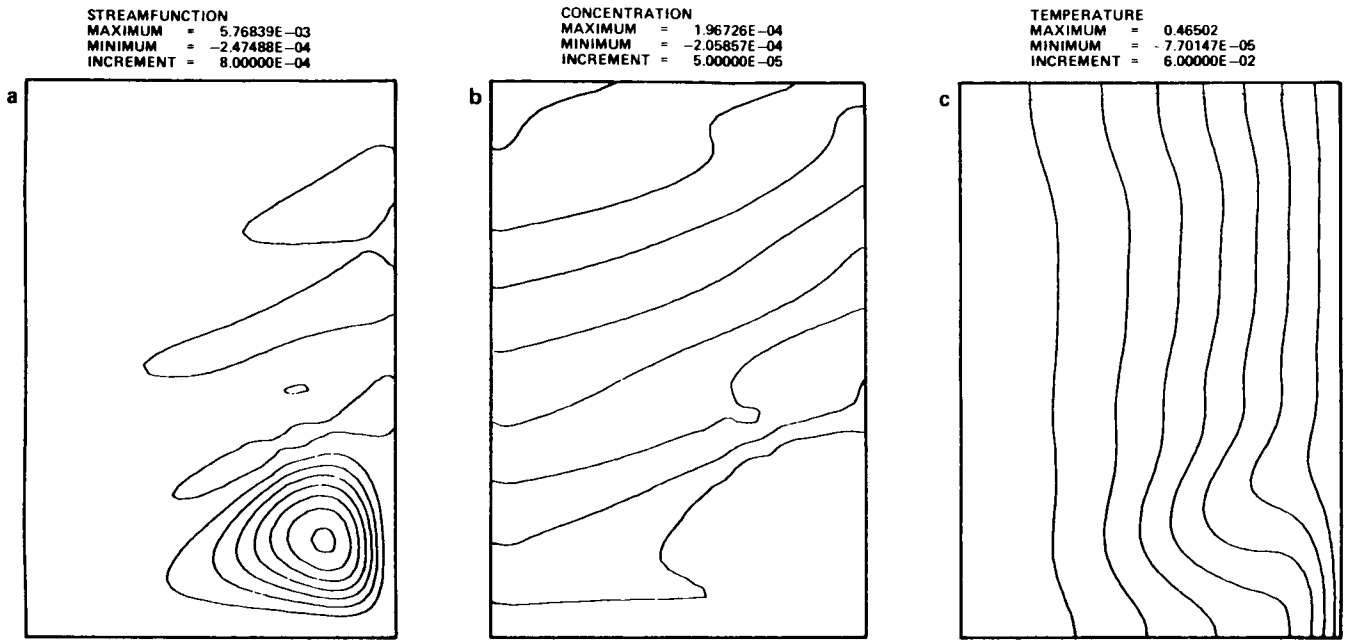 STREAMFUNCTION
MAXIMUM = 5.76839E-03
MINIMUM = -2.47488E-04
INCREMENT = 8.00000E-04
a
CONCENTRATION
MAXIMUM = 1.96726E-04
MINIMUM = -2.05857E-04
INCREMENT = 5.00000E-05
b
TEMPERATURE
MAXIMUM = 0.46502
MINIMUM = -7.70147E-05
INCREMENT = 6.00000E-02
c